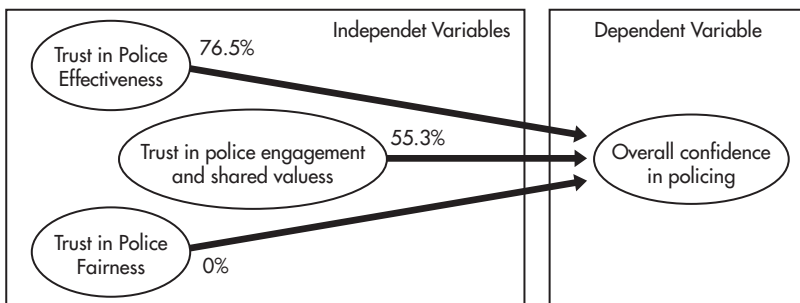 Independet Variables
Dependent Variable
Trust in Police
Effectiveness
76.5%
Trust in police engagement
and shared valuess
55.3%
Overall confidence
in policing
Trust in Police
Fairness
0%